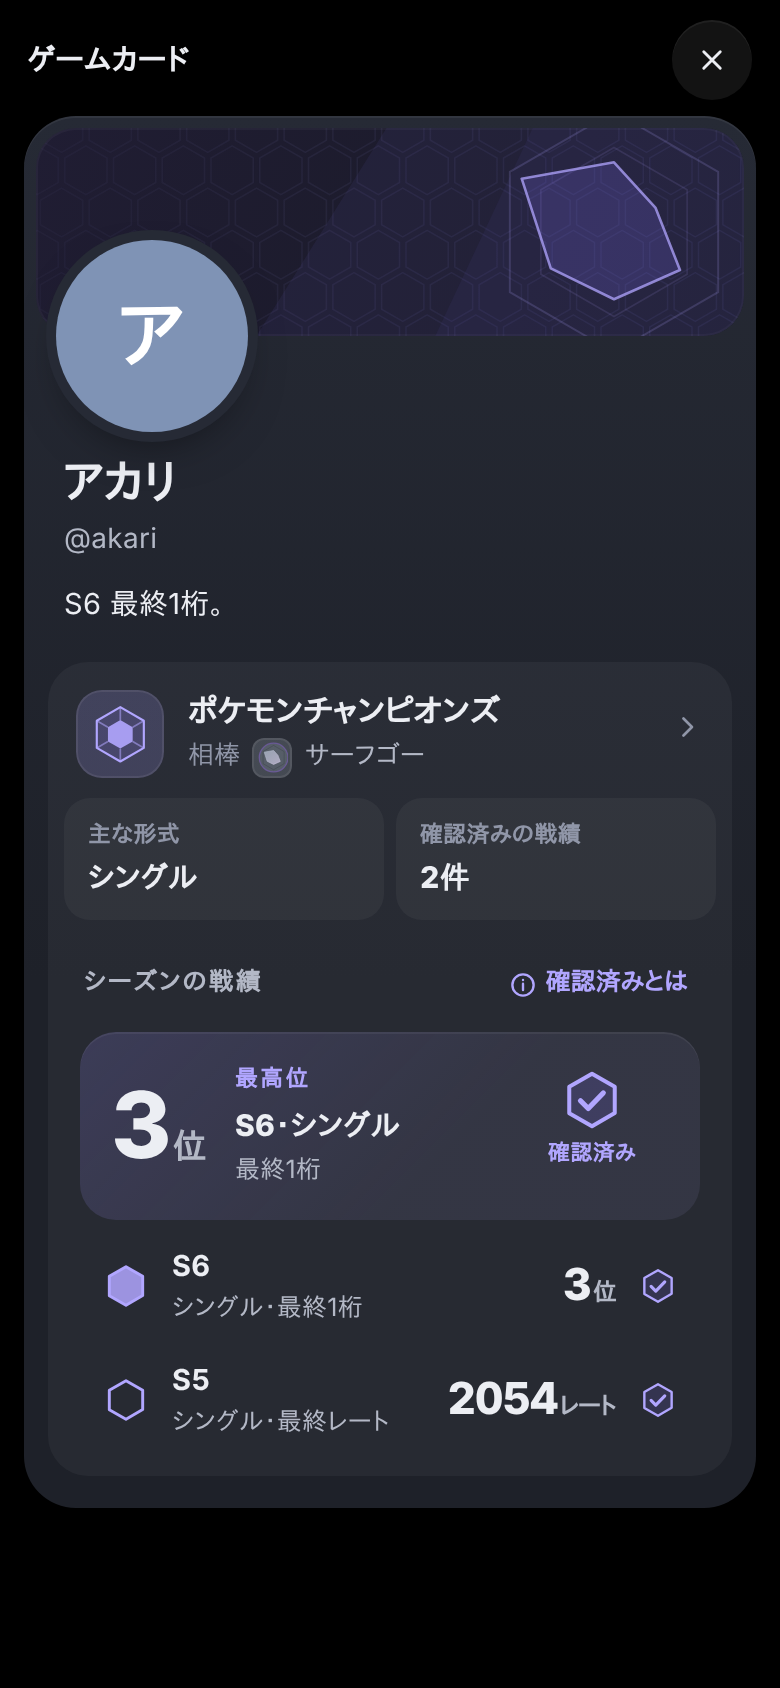 ゲームカード
ア
アカリ
@akari
S6 最終1桁。
ポケモンチャンピオンズ
相棒 サーフゴー
主な形式
シングル
確認済みの戦績
2件
シーズンの戦績
確認済みとは
3位
最高位
S6·シングル
最終1桁
確認済み
S6
シングル·最終1桁
3位
S5
シングル·最終レート
2054レート